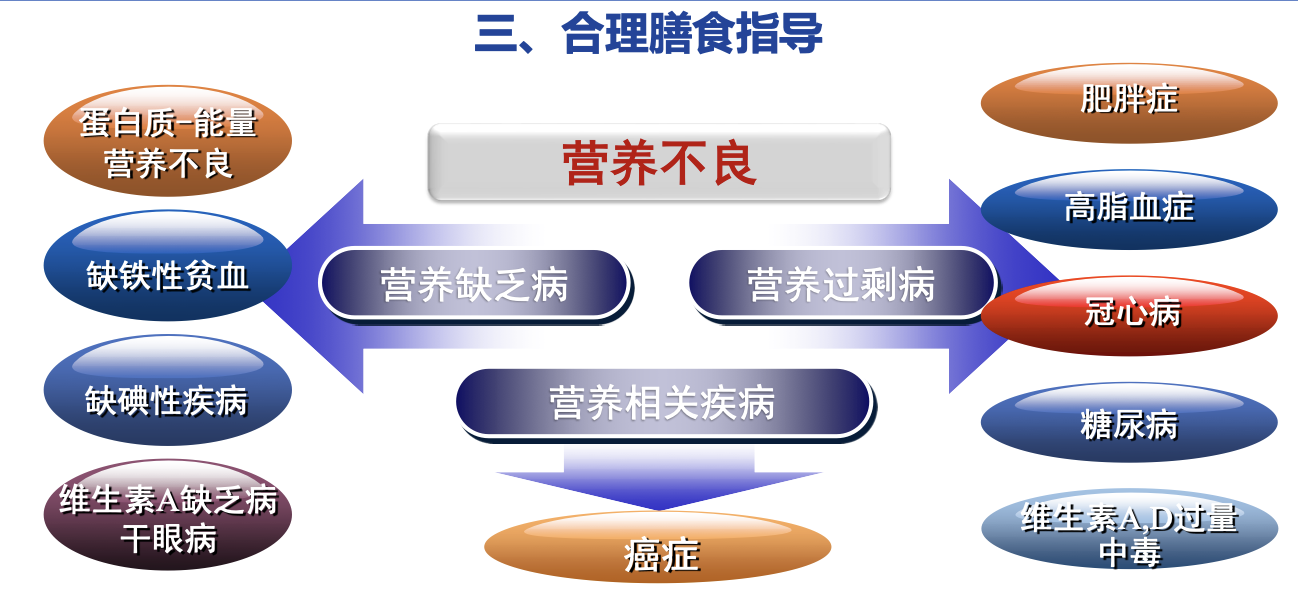 三、合理膳食指导
营养不良
营养缺乏病
蛋白质-能量
营养不良
缺铁性贫血
缺碘性疾病
维生素A缺乏病
干眼病
营养过剩病
肥胖症
高脂血症
冠心病
糖尿病
维生素A,D过量
中毒
营养相关疾病
癌症